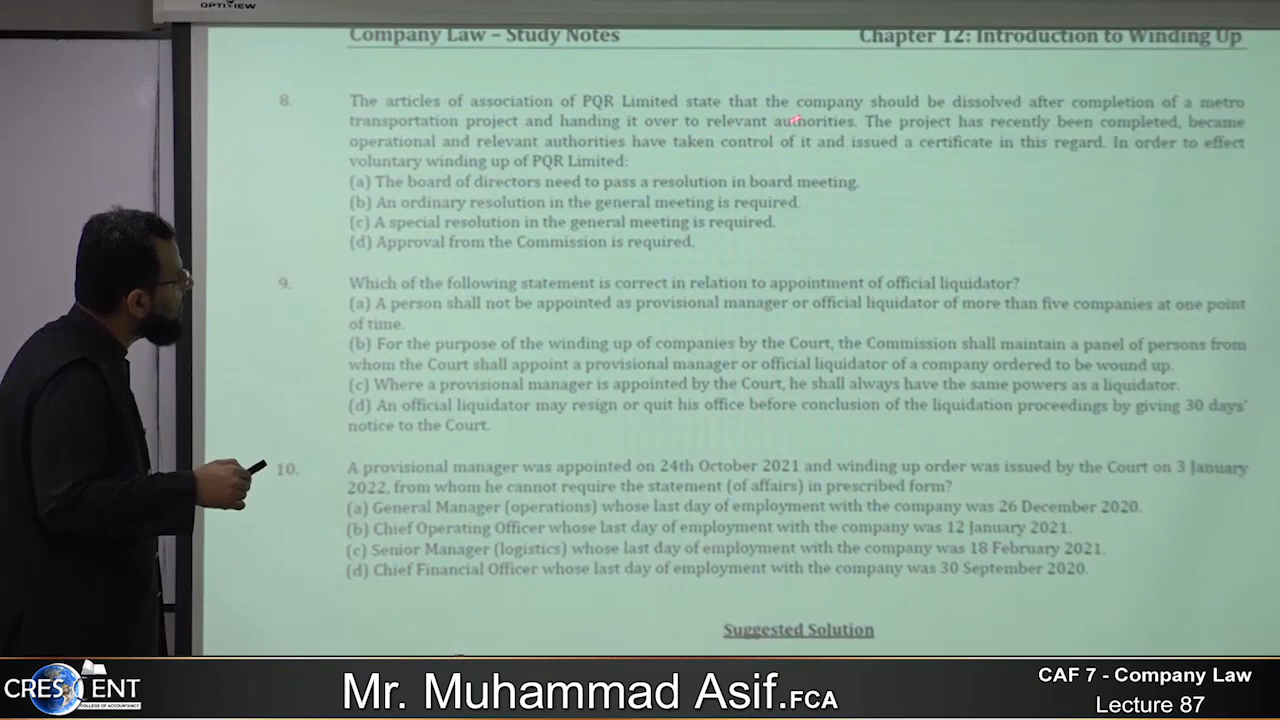 OPTIVIEW
Company Law – Study Notes Chapter 12: Introduction to Winding Up
8. The articles of association of PQR Limited state that the company should be dissolved after completion of a metro
transportation project and handing it over to relevant authorities. The project has recently been completed, became
operational and relevant authorities have taken control of it and issued a certificate in this regard. In order to effect
voluntary winding up of PQR Limited:
(a) The board of directors need to pass a resolution in board meeting.
(b) An ordinary resolution in the general meeting is required.
(c) A special resolution in the general meeting is required.
(d) Approval from the Commission is required.
9. Which of the following statement is correct in relation to appointment of official liquidator?
(a) A person shall not be appointed as provisional manager or official liquidator of more than five companies at one point
of time.
(b) For the purpose of the winding up of companies by the Court, the Commission shall maintain a panel of persons from
whom the Court shall appoint a provisional manager or official liquidator of a company ordered to be wound up.
(c) Where a provisional manager is appointed by the Court, he shall always have the same powers as a liquidator.
(d) An official liquidator may resign or quit his office before conclusion of the liquidation proceedings by giving 30 days'
notice to the Court.
10. A provisional manager was appointed on 24th October 2021 and winding up order was issued by the Court on 3 January
2022, from whom he cannot require the statement (of affairs) in prescribed form?
(a) General Manager (operations) whose last day of employment with the company was 26 December 2020.
(b) Chief Operating Officer whose last day of employment with the company was 12 January 2021.
(c) Senior Manager (logistics) whose last day of employment with the company was 18 February 2021.
(d) Chief Financial Officer whose last day of employment with the company was 30 September 2020.
Suggested Solution
CRESCENT
COLLEGE OF ACCOUNTANCY
Mr. Muhammad Asif.FCA
CAF 7 - Company Law
Lecture 87